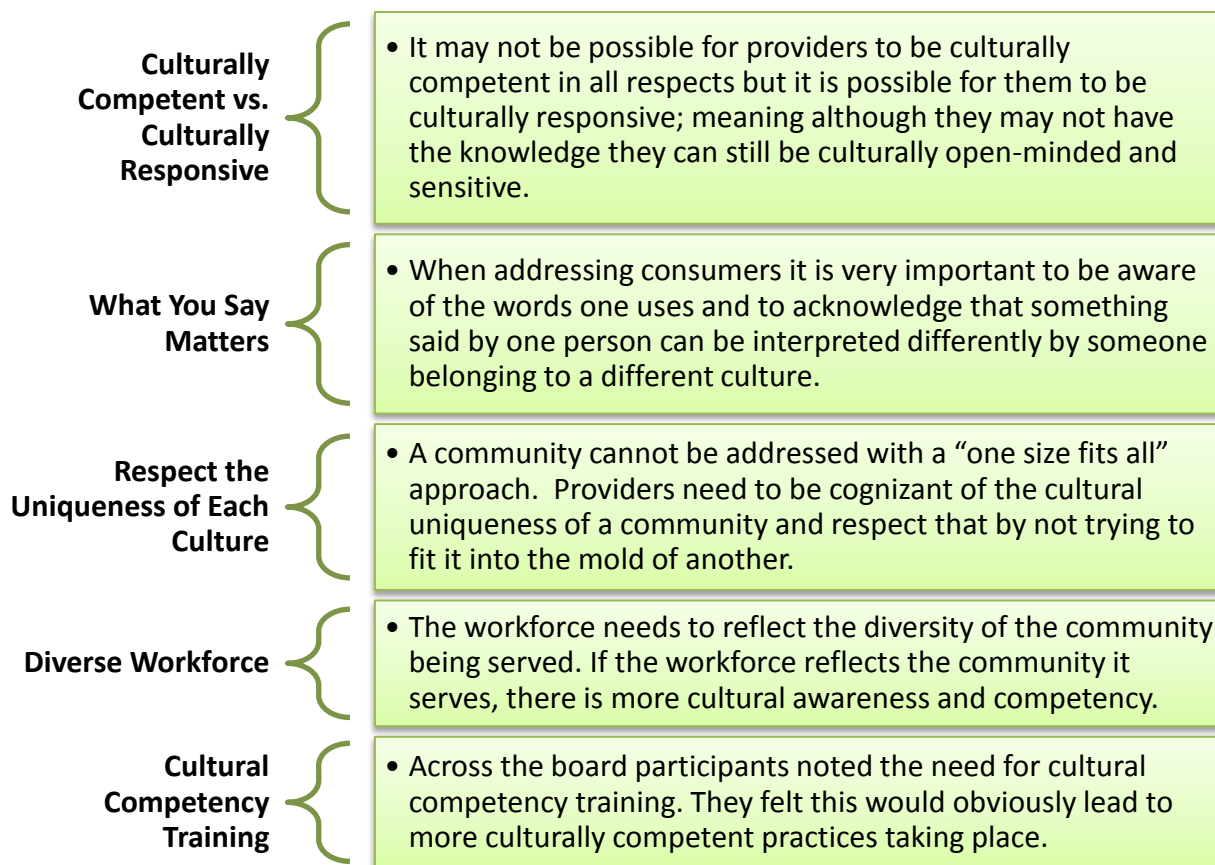 Culturally
Competent vs.
Culturally
Responsive
• It may not be possible for providers to be culturally
competent in all respects but it is possible for them to be
culturally responsive; meaning although they may not have
the knowledge they can still be culturally open-minded and
sensitive.
What You Say
Matters
• When addressing consumers it is very important to be aware
of the words one uses and to acknowledge that something
said by one person can be interpreted differently by someone
belonging to a different culture.
Respect the
Uniqueness of Each
Culture
• A community cannot be addressed with a “one size fits all”
approach.  Providers need to be cognizant of the cultural
uniqueness of a community and respect that by not trying to
fit it into the mold of another.
Diverse Workforce
• The workforce needs to reflect the diversity of the community
being served. If the workforce reflects the community it
serves, there is more cultural awareness and competency.
Cultural
Competency
Training
• Across the board participants noted the need for cultural
competency training. They felt this would obviously lead to
more culturally competent practices taking place.